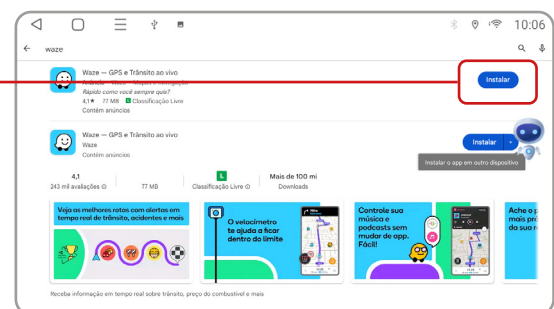 10:06
waze
Waze — GPS e Trânsito ao vivo
Instalar
Rápido como você sempre quis?
4,1★ 77 MB L Classificação Livre
Contém anúncios
Waze — GPS e Trânsito ao vivo
Waze
Contém anúncios
Instalar
Instalar o app em outro dispositivo
4,1 L Mais de 100 mi
243 mil avaliações 77 MB Classificação Livre Downloads
Veja as melhores rotas com alertas em
tempo real de trânsito, acidentes e mais
O velocímetro
te ajuda a ficar
dentro do limite
Controle sua
música e
podcasts sem
mudar de app.
Fácil!
Ache o
mais
do sua
Receba informação em tempo real sobre trânsito, preço do combustível e mais